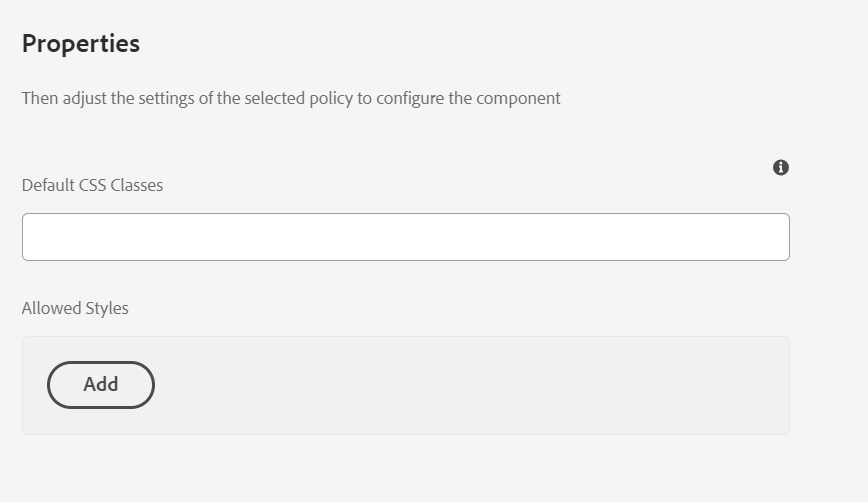 Properties
Then adjust the settings of the selected policy to configure the component
Default CSS Classes
Allowed Styles
Add